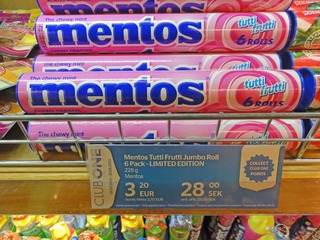 The chewy mint
mentos
tutti
frutti
6 ROLLS
The chewy mint
mentos
tutti
frutti
6 ROLLS
The chewy mint
CLUB ONE
Mentos Tutti Frutti Jumbo Roll
6 Pack - LIMITED EDITION
228 g
Mentos
3 20 EUR
28 00 SEK
COLLECT
CLUB ONE
POINTS